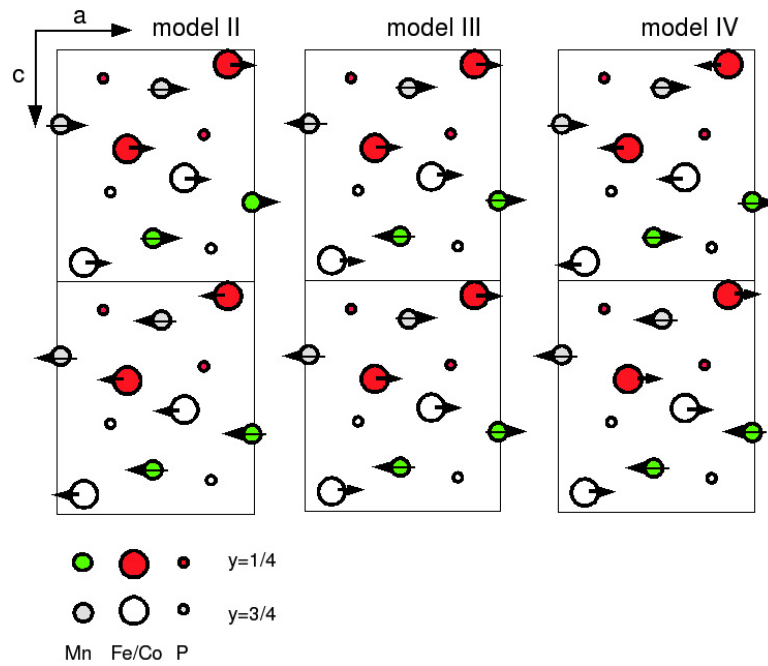 a
model II
model III
model IV
c
y=1/4
y=3/4
Mn Fe/Co P